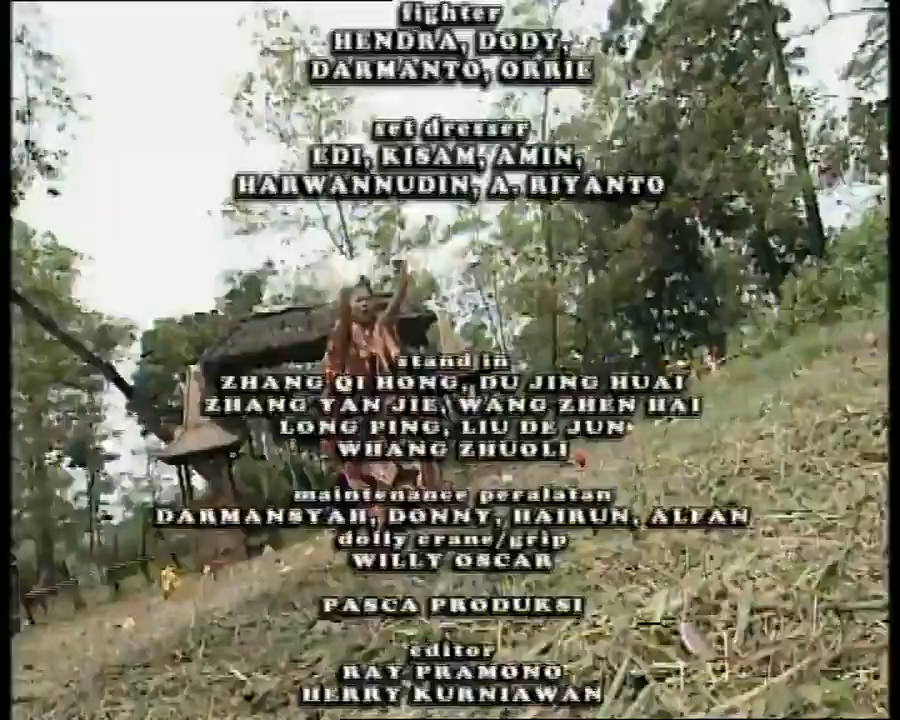 fighter
HENDRA, DODY,
DARMANTO, ORRIE
set dresser
EDI, KISAM, AMIN,
HARWANNUDIN, A. RIYANTO
stand in
ZHANG QI HONG, DU JING HUAI
ZHANG YAN JIE, WANG ZHEN HAI
LONG PING, LIU DE JUN
WHANG ZHUOLI
maintenance peralatan
DARMANSYAH, DONNY, HAIRUN, ALFAN
dolly crane/grip
WILLY OSCAR
PASCA PRODUKSI
editor
RAY PRAMONO
HERRY KURNIAWAN